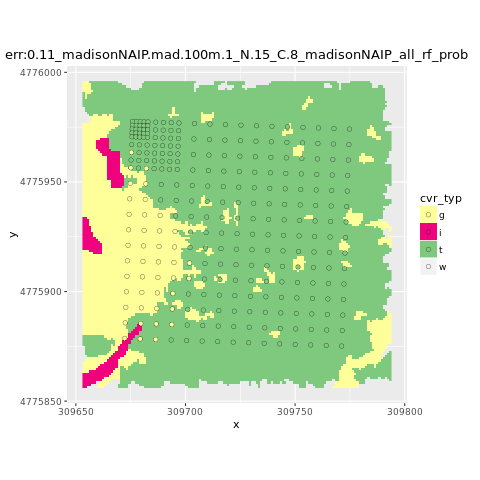 err:0.11_madisonNAIP.mad.100m.1_N.15_C.8_madisonNAIP_all_rf_prob
4776000
4775950
4775900
4775850
y
309650 309700 309750 309800
x
cvr_typ
g
i
t
w